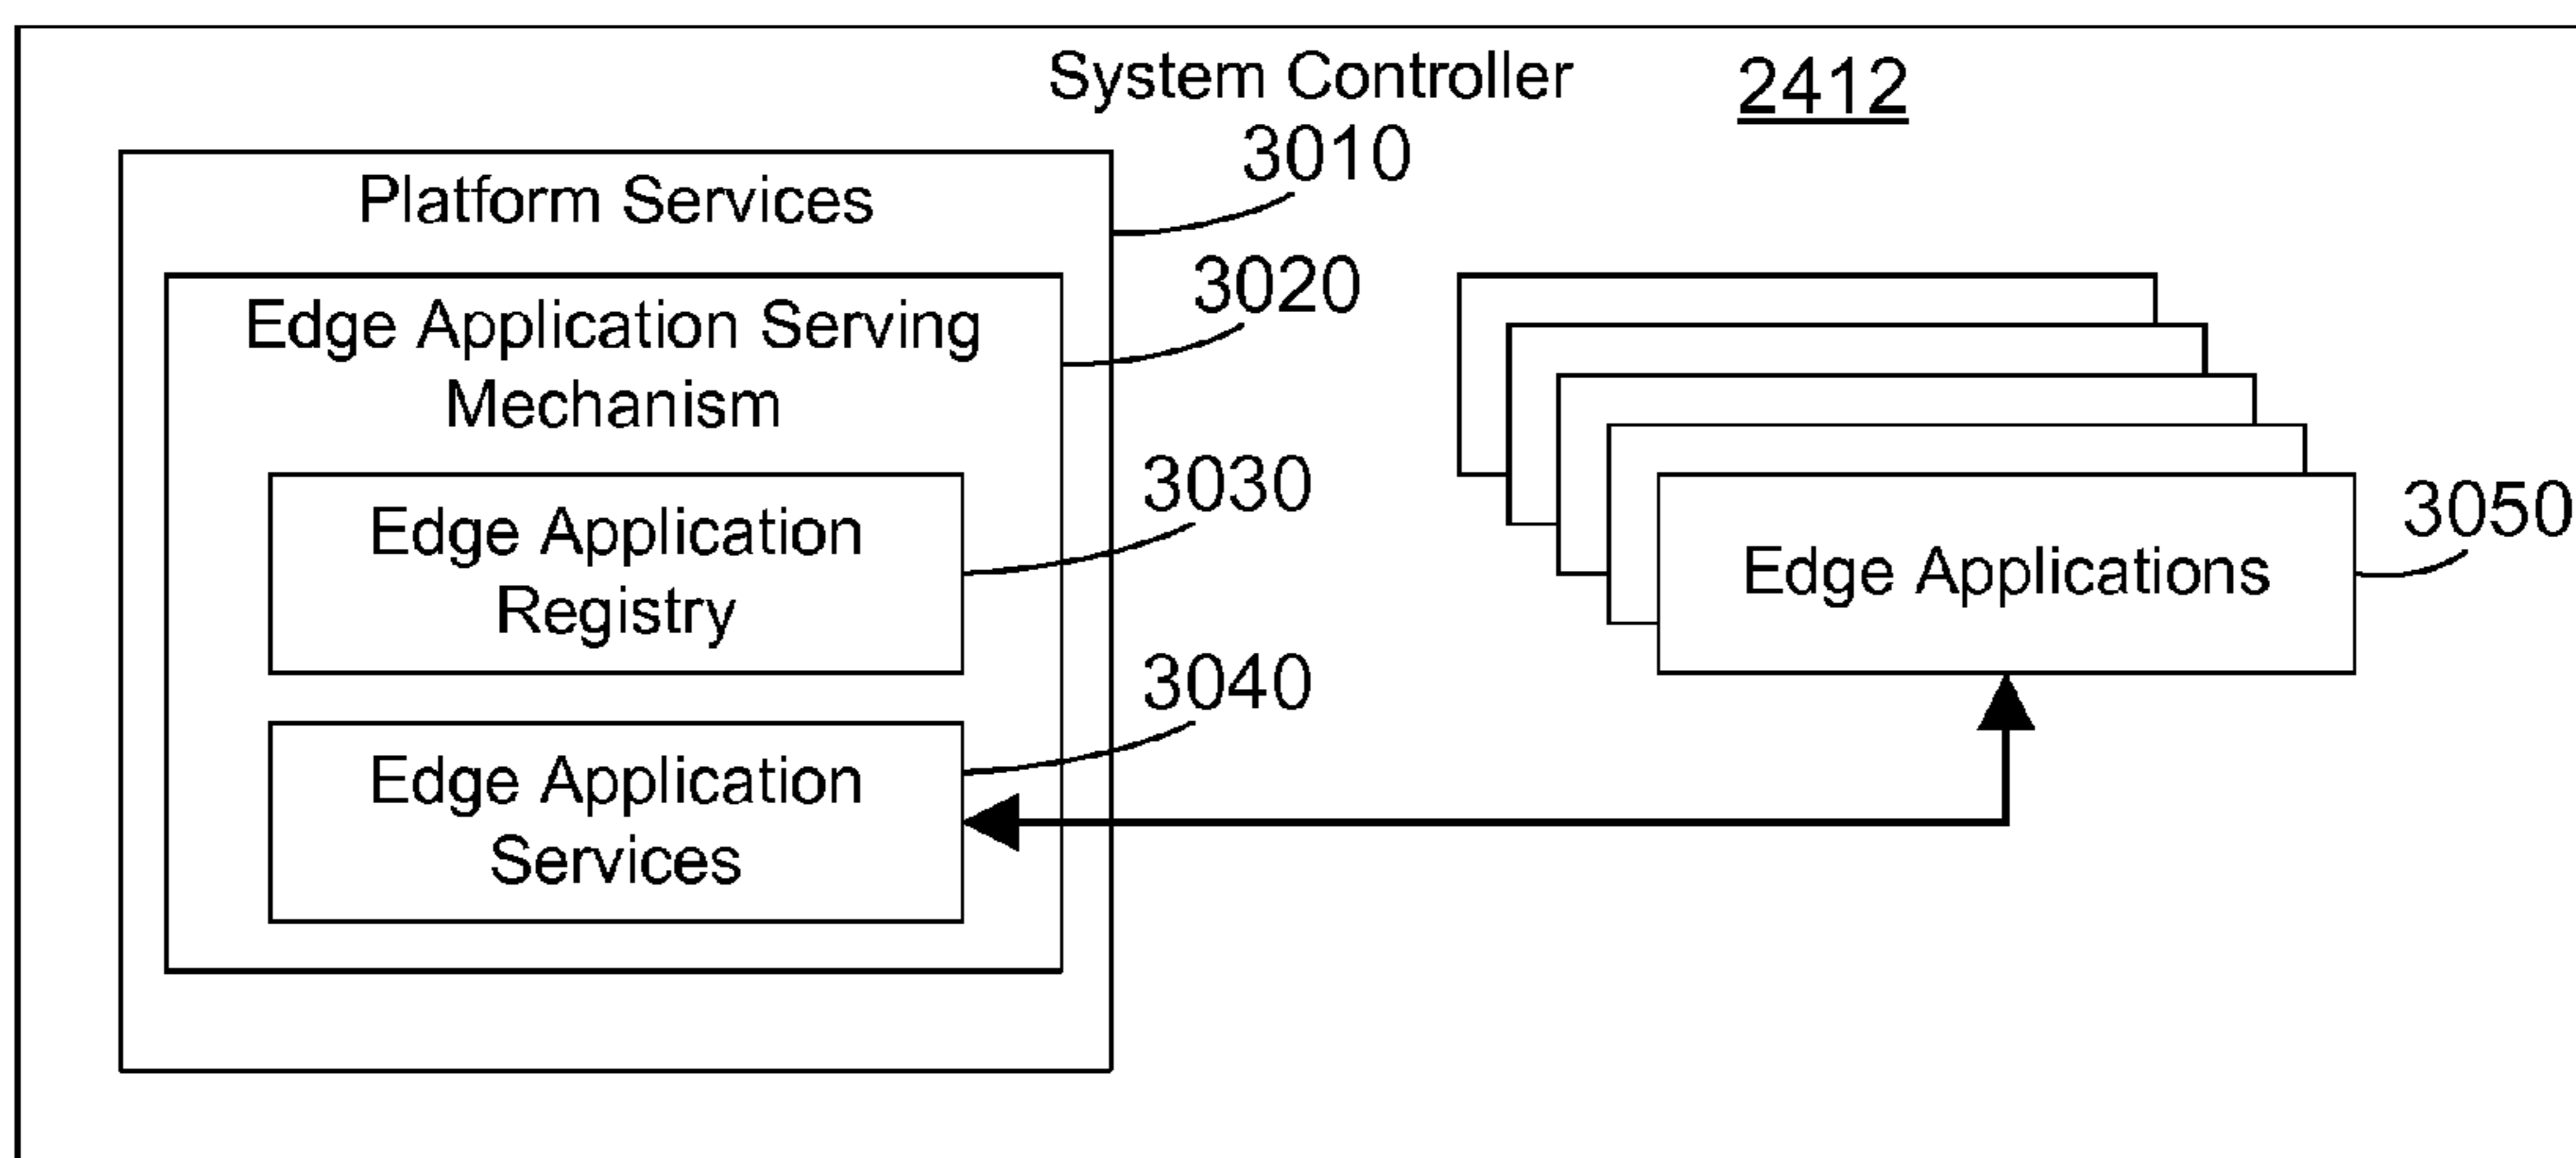 System Controller 2412
3010
Platform Services
3020
Edge Application Serving
Mechanism
3030
Edge Application
Registry
3040
Edge Application
Services
3050
Edge Applications